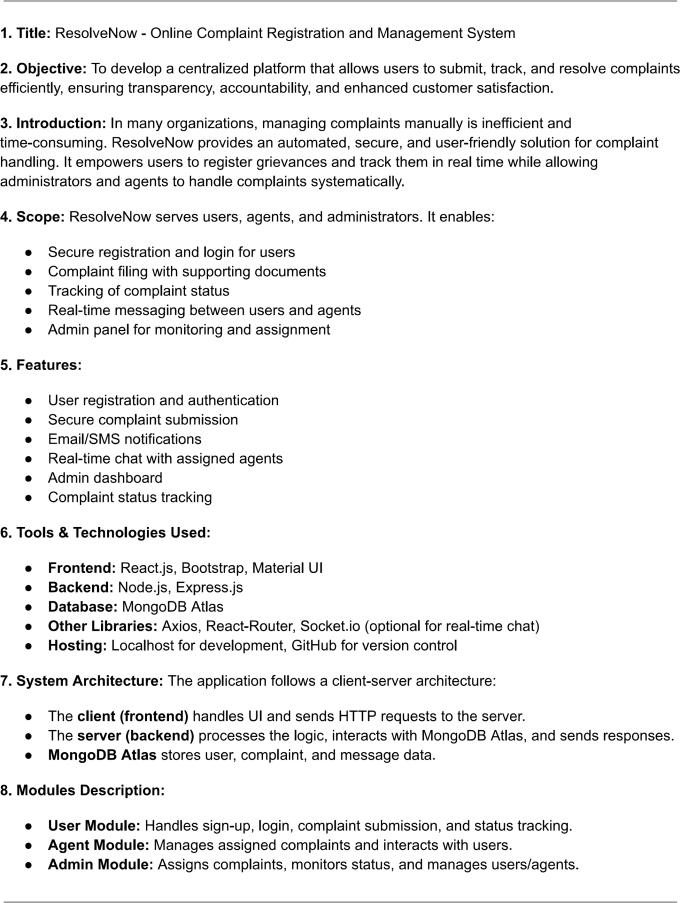 1. Title: ResolveNow - Online Complaint Registration and Management System
2. Objective: To develop a centralized platform that allows users to submit, track, and resolve complaints
efficiently, ensuring transparency, accountability, and enhanced customer satisfaction.
3. Introduction: In many organizations, managing complaints manually is inefficient and
time-consuming. ResolveNow provides an automated, secure, and user-friendly solution for complaint
handling. It empowers users to register grievances and track them in real time while allowing
administrators and agents to handle complaints systematically.
4. Scope: ResolveNow serves users, agents, and administrators. It enables:
● Secure registration and login for users
● Complaint filing with supporting documents
● Tracking of complaint status
● Real-time messaging between users and agents
● Admin panel for monitoring and assignment
5. Features:
● User registration and authentication
● Secure complaint submission
● Email/SMS notifications
● Real-time chat with assigned agents
● Admin dashboard
● Complaint status tracking
6. Tools & Technologies Used:
● Frontend: React.js, Bootstrap, Material UI
● Backend: Node.js, Express.js
● Database: MongoDB Atlas
● Other Libraries: Axios, React-Router, Socket.io (optional for real-time chat)
● Hosting: Localhost for development, GitHub for version control
7. System Architecture: The application follows a client-server architecture:
● The client (frontend) handles UI and sends HTTP requests to the server.
● The server (backend) processes the logic, interacts with MongoDB Atlas, and sends responses.
● MongoDB Atlas stores user, complaint, and message data.
8. Modules Description:
● User Module: Handles sign-up, login, complaint submission, and status tracking.
● Agent Module: Manages assigned complaints and interacts with users.
● Admin Module: Assigns complaints, monitors status, and manages users/agents.